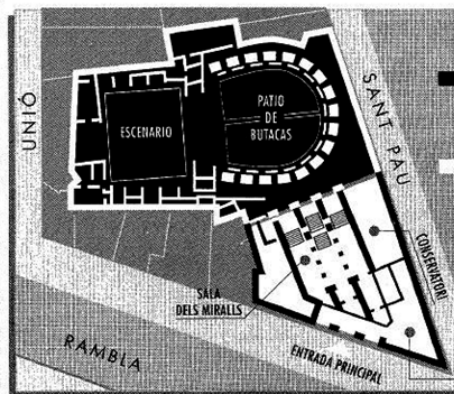 UNIÓ
ESCENARIO
PATIO
DE
BUTACAS
SANT PAU
CONSERVATORI
SALA
DELS MIRALLS
ENTRADA PRINCIPAL
RAMBLA